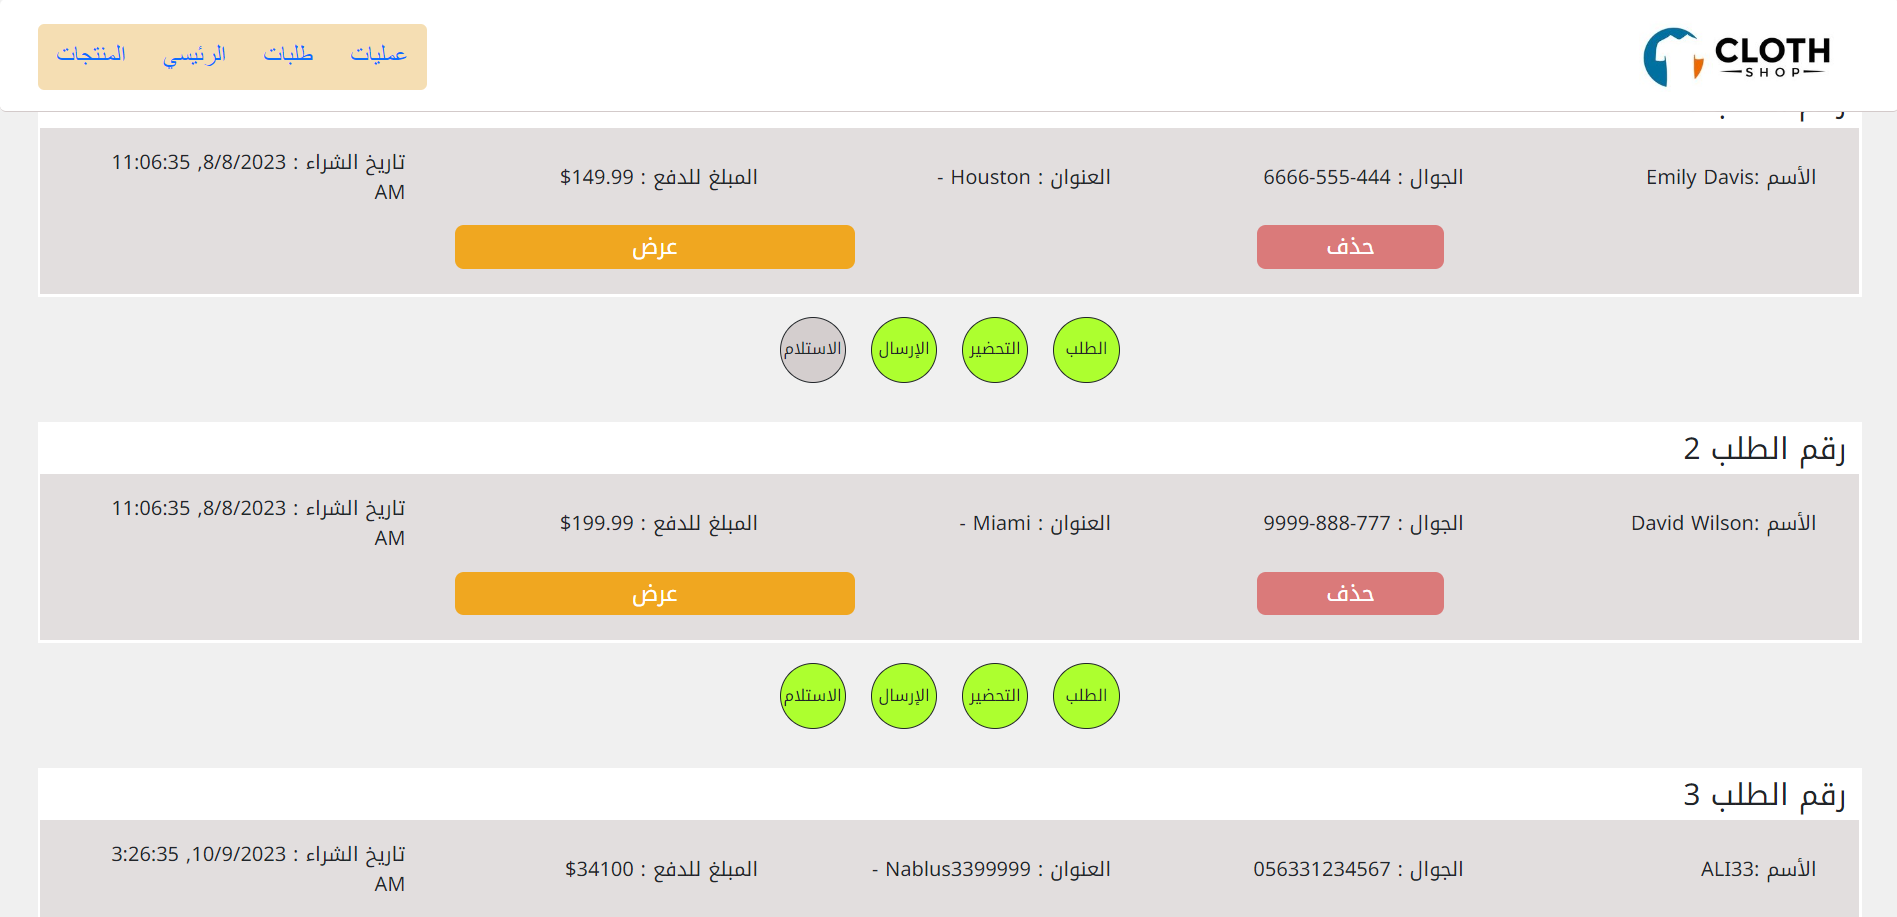 CLOTH
SHOP
عمليات
طلبات
الرئيسي
المنتجات
الأسم :Emily Davis
الجوال : 444-555-6666
العنوان : Houston -
المبلغ للدفع : 149.99$
تاريخ الشراء : 8/8/2023, 11:06:35
AM
حذف
عرض
الطلب
التحضير
الإرسال
الاستلام
رقم الطلب 2
الأسم :David Wilson
الجوال : 777-888-9999
العنوان : Miami -
المبلغ للدفع : 199.99$
تاريخ الشراء : 8/8/2023, 11:06:35
AM
حذف
عرض
الطلب
التحضير
الإرسال
الاستلام
رقم الطلب 3
الأسم :ALI33
الجوال : 056331234567
العنوان : Nablus3399999 -
المبلغ للدفع : 34100$
تاريخ الشراء : 10/9/2023, 3:26:35
AM